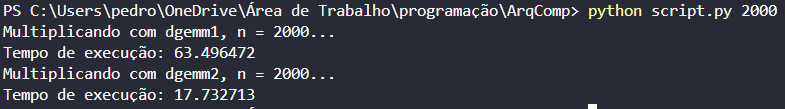 PS C:\Users\pedro\OneDrive\Área de Trabalho\programação\ArqComp> python script.py 2000
Multiplicando com dgemm1, n = 2000...
Tempo de execução: 63.496472
Multiplicando com dgemm2, n = 2000...
Tempo de execução: 17.732713